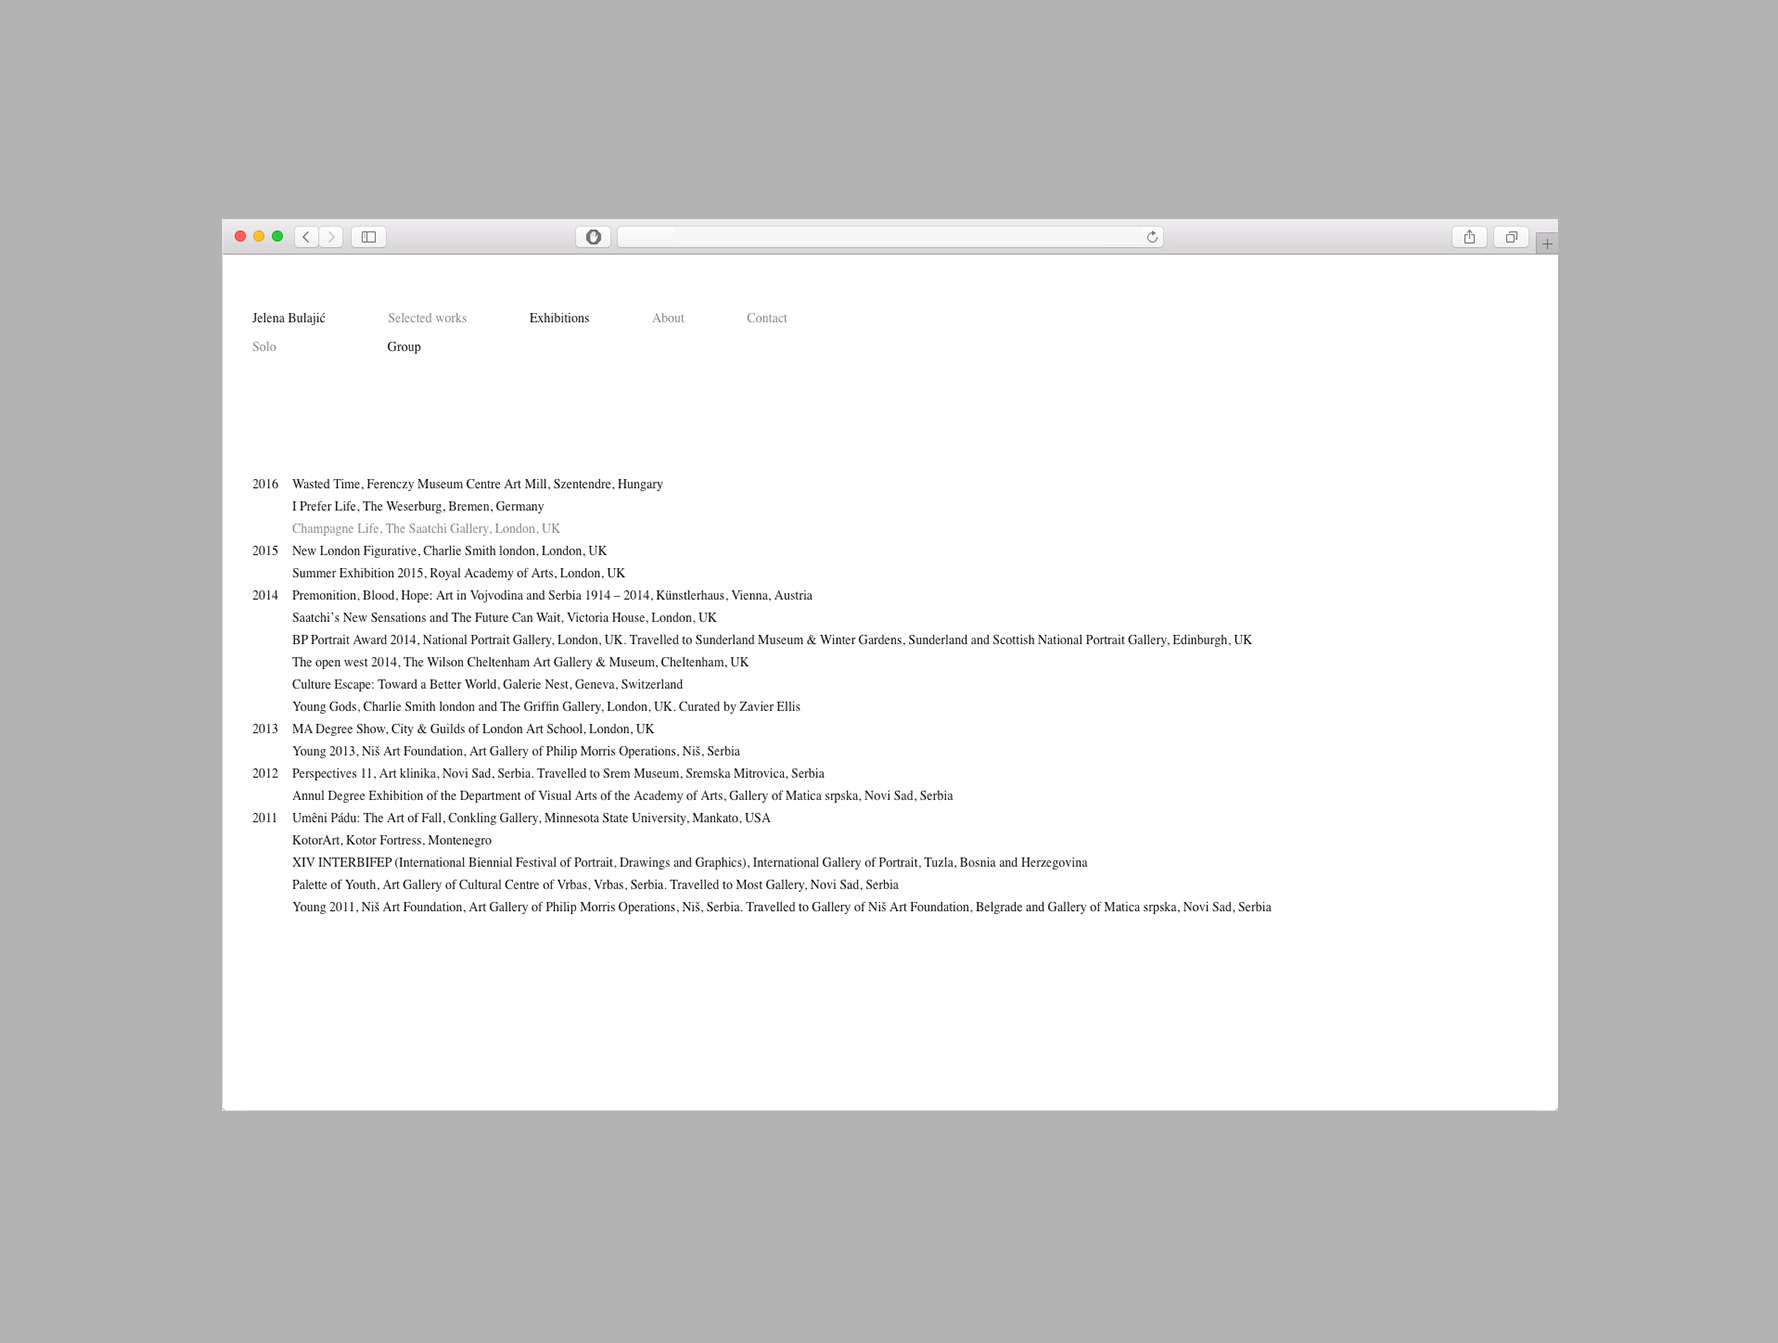 Jelena Bulajić Selected works Exhibitions About Contact
Solo Group
2016 Wasted Time, Ferenczy Museum Centre Art Mill, Szentendre, Hungary
I Prefer Life, The Weserburg, Bremen, Germany
Champagne Life, The Saatchi Gallery, London, UK
2015 New London Figurative, Charlie Smith london, London, UK
Summer Exhibition 2015, Royal Academy of Arts, London, UK
2014 Premonition, Blood, Hope: Art in Vojvodina and Serbia 1914 – 2014, Künstlerhaus, Vienna, Austria
Saatchi’s New Sensations and The Future Can Wait, Victoria House, London, UK
BP Portrait Award 2014, National Portrait Gallery, London, UK. Travelled to Sunderland Museum & Winter Gardens, Sunderland and Scottish National Portrait Gallery, Edinburgh, UK
The open west 2014, The Wilson Cheltenham Art Gallery & Museum, Cheltenham, UK
Culture Escape: Toward a Better World, Galerie Nest, Geneva, Switzerland
Young Gods, Charlie Smith london and The Griffin Gallery, London, UK. Curated by Zavier Ellis
2013 MA Degree Show, City & Guilds of London Art School, London, UK
Young 2013, Niš Art Foundation, Art Gallery of Philip Morris Operations, Niš, Serbia
2012 Perspectives 11, Art klinika, Novi Sad, Serbia. Travelled to Srem Museum, Sremska Mitrovica, Serbia
Annul Degree Exhibition of the Department of Visual Arts of the Academy of Arts, Gallery of Matica srpska, Novi Sad, Serbia
2011 Umêni Pádu: The Art of Fall, Conkling Gallery, Minnesota State University, Mankato, USA
KotorArt, Kotor Fortress, Montenegro
XIV INTERBIFEP (International Biennial Festival of Portrait, Drawings and Graphics), International Gallery of Portrait, Tuzla, Bosnia and Herzegovina
Palette of Youth, Art Gallery of Cultural Centre of Vrbas, Vrbas, Serbia. Travelled to Most Gallery, Novi Sad, Serbia
Young 2011, Niš Art Foundation, Art Gallery of Philip Morris Operations, Niš, Serbia. Travelled to Gallery of Niš Art Foundation, Belgrade and Gallery of Matica srpska, Novi Sad, Serbia